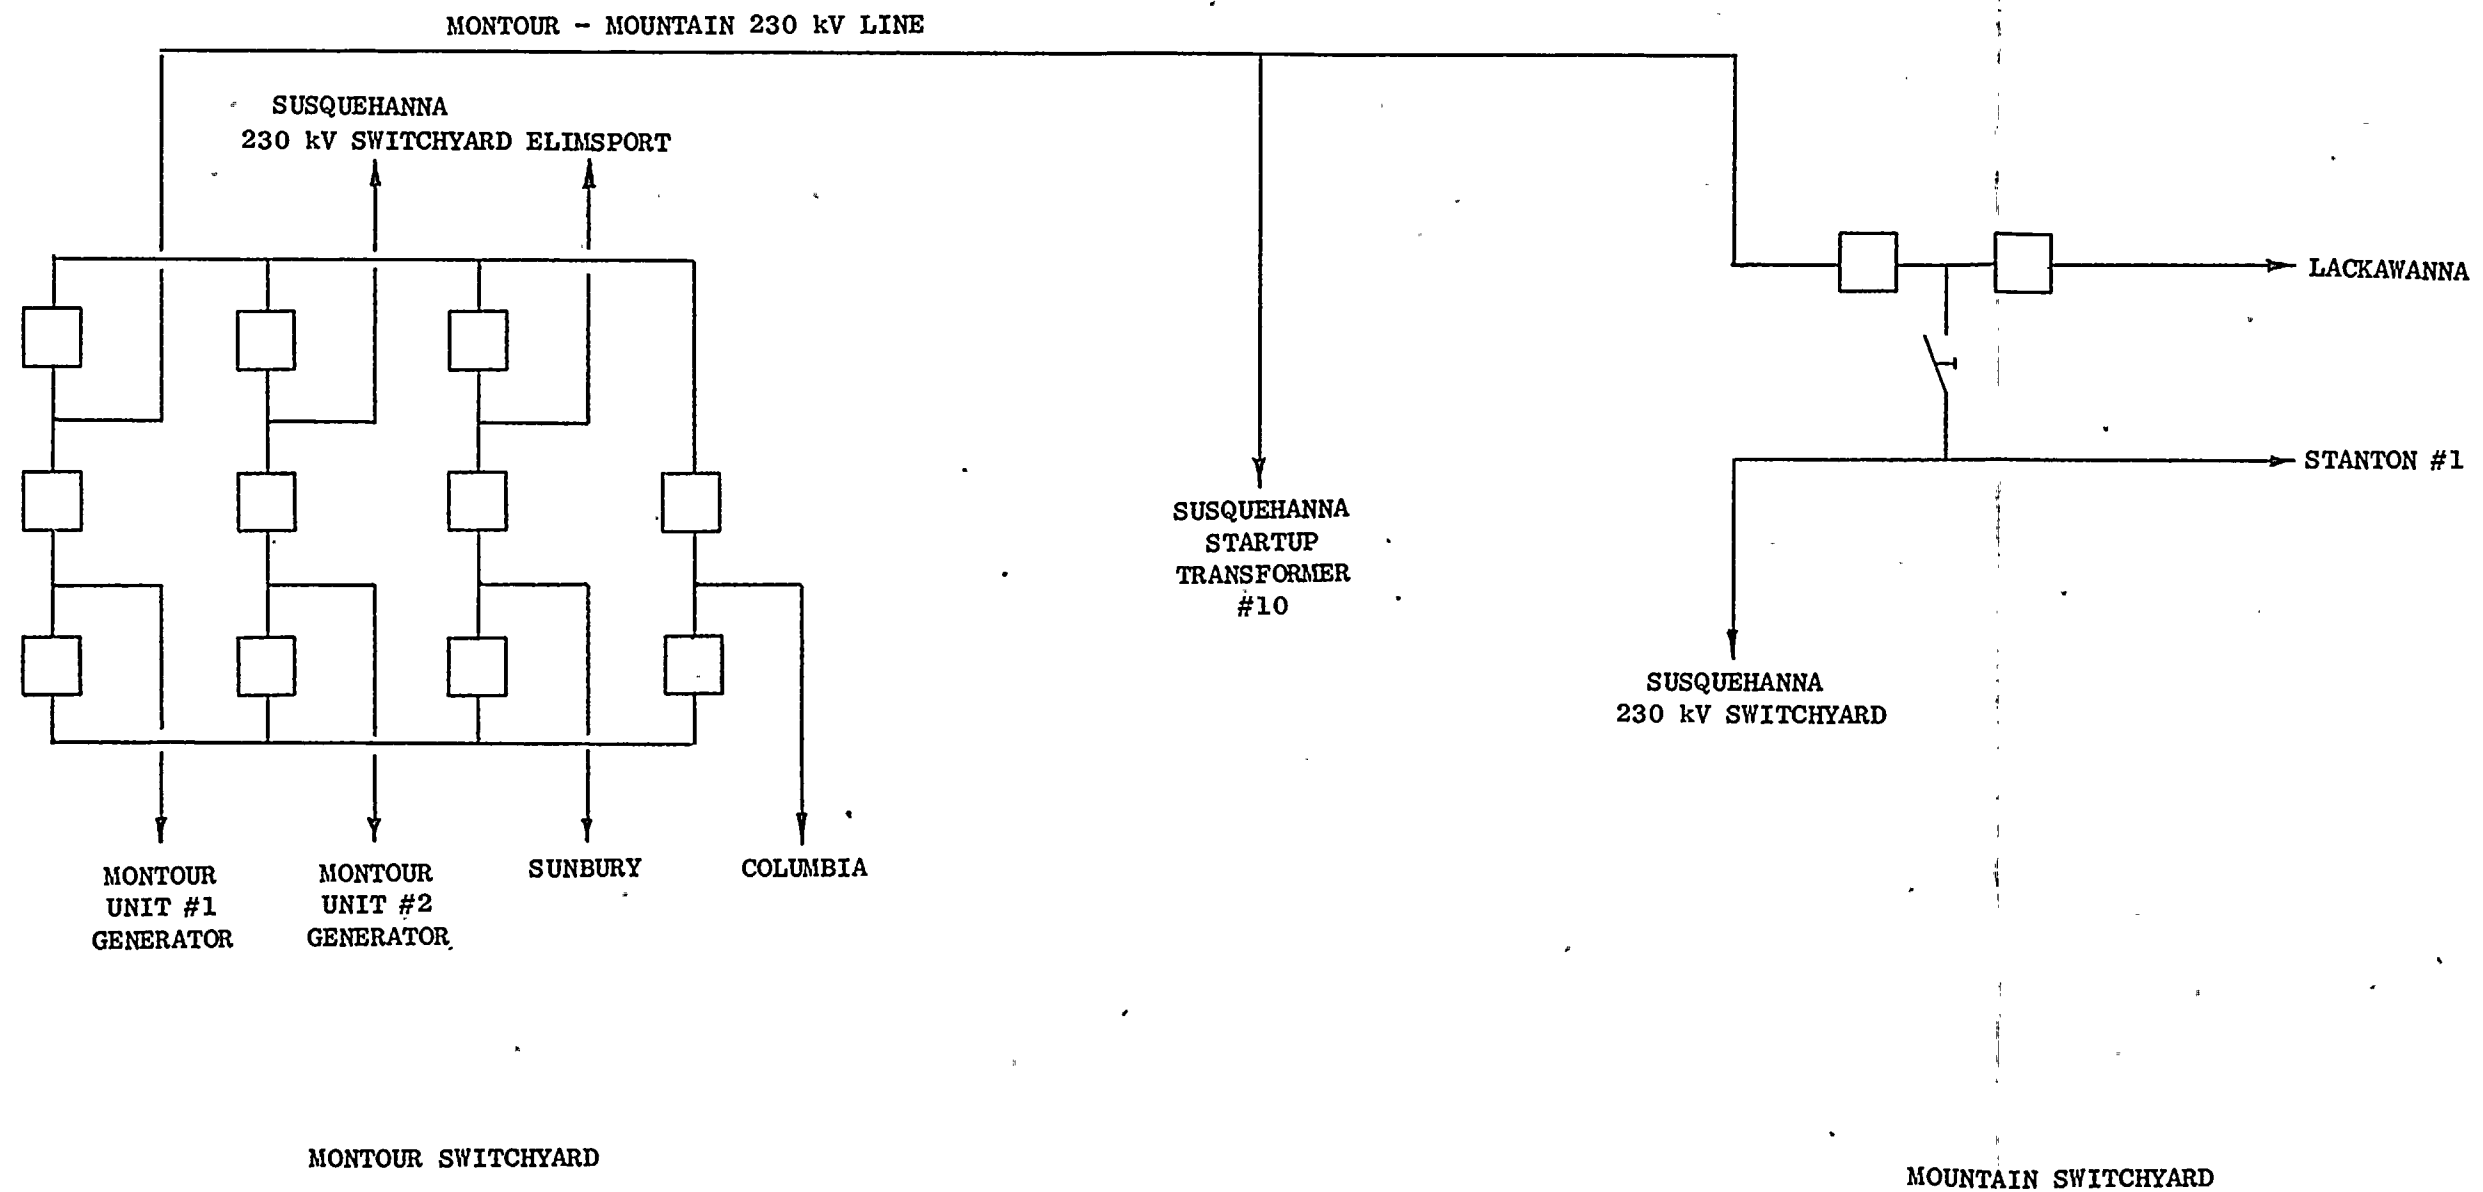 MONTOUR - MOUNTAIN 230 kV LINE
SUSQUEHANNA
230 kV SWITCHYARD ELIMSPORT
LACKAWANNA
STANTON #1
SUSQUEHANNA
STARTUP
TRANSFORMER
#10
SUSQUEHANNA
230 kV SWITCHYARD
MONTOUR
UNIT #1
GENERATOR
MONTOUR
UNIT #2
GENERATOR
SUNBURY
COLUMBIA
MONTOUR SWITCHYARD
MOUNTAIN SWITCHYARD